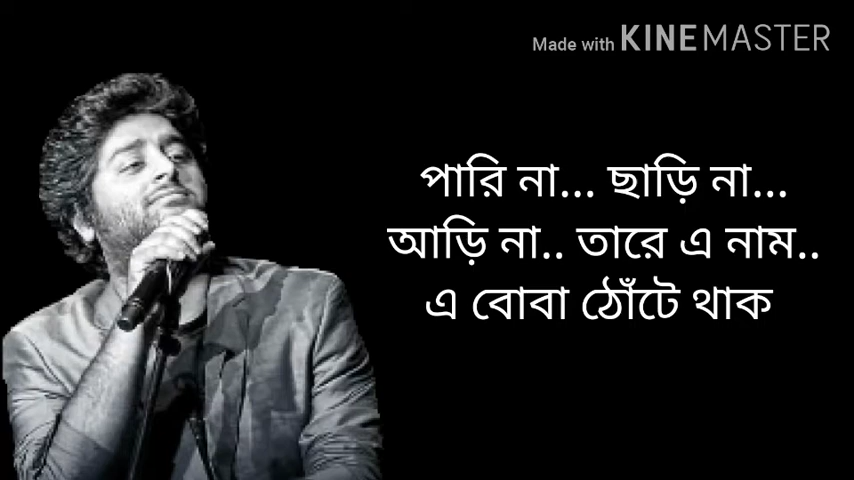 Made with KINEMASTER
পারি না... ছাড়ি না...
আড়ি না.. তারে এ নাম..
এ বোবা ঠোঁটে থাক